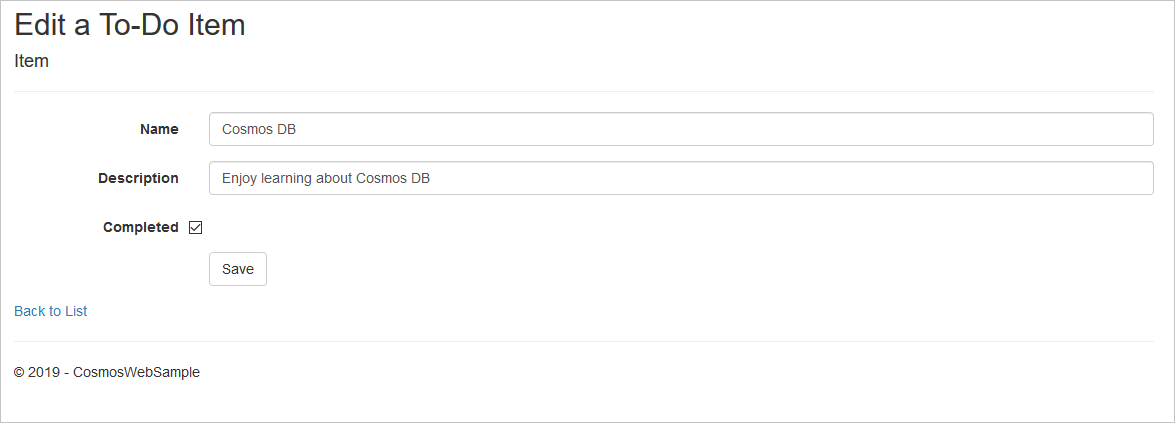 Edit a To-Do Item
Item
Name Cosmos DB
Description Enjoy learning about Cosmos DB
Completed
Save
Back to List
© 2019 - CosmosWebSample